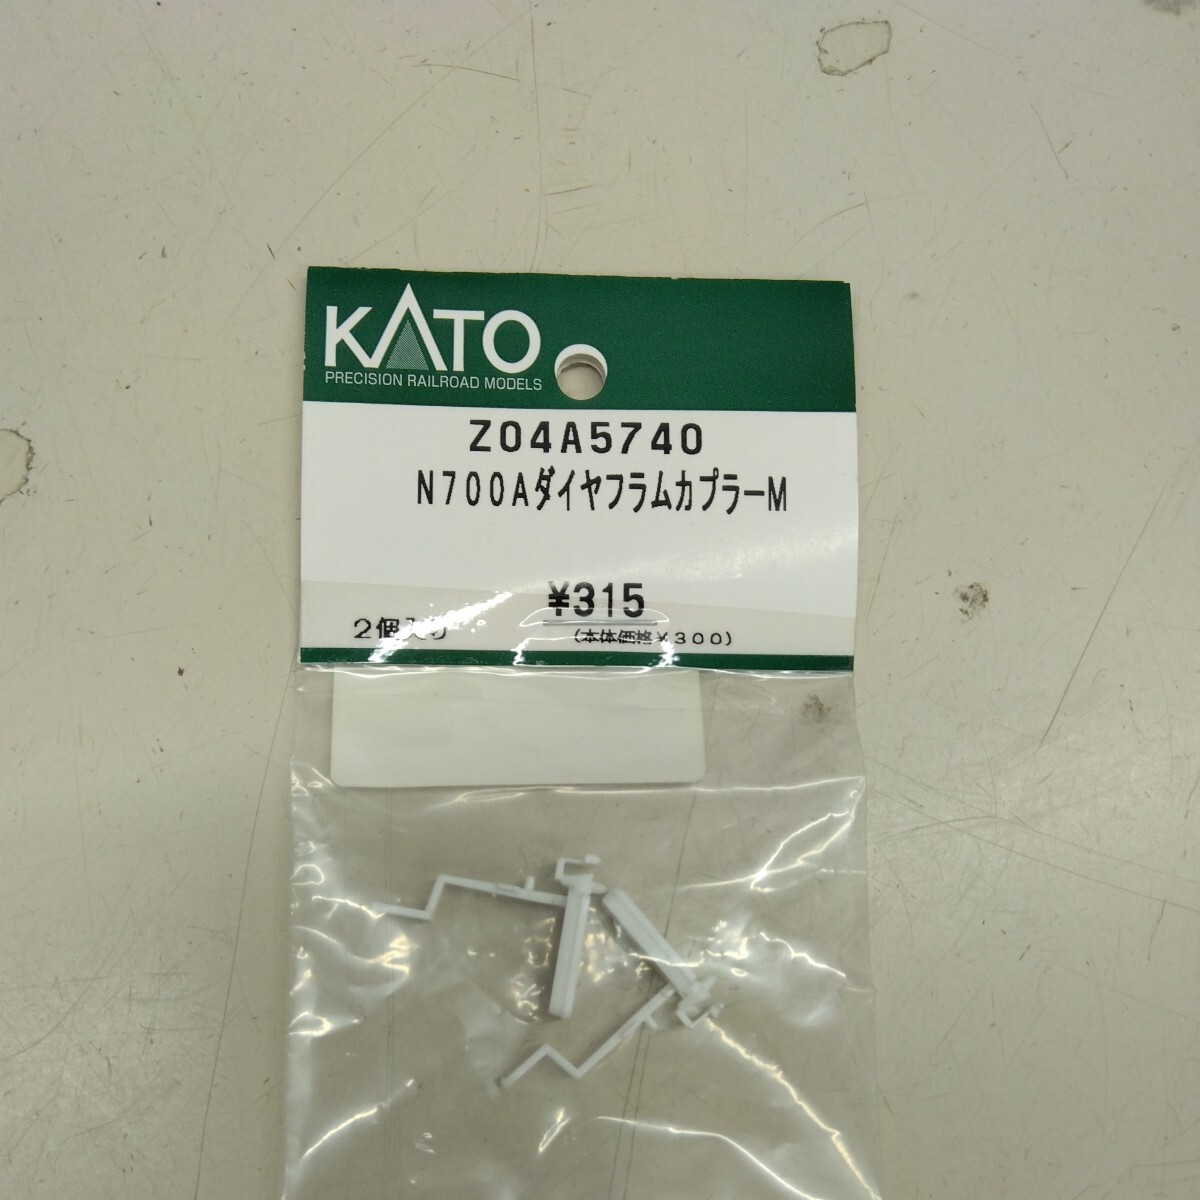 KATO
PRECISION RAILROAD MODELS
Z04A5740
N700AダイヤフラムカプラーM
¥315
2個入り
(本体価格¥300)